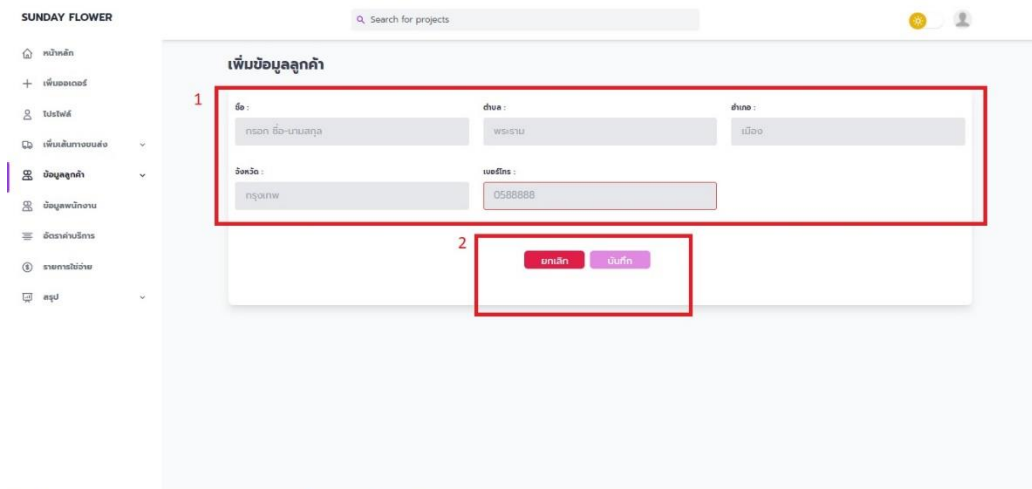 SUNDAY FLOWER
Search for projects
หน้าหลัก
เพิ่มออเดอร์
โปรไฟล์
เพิ่มเส้นทางขนส่ง
ข้อมูลลูกค้า
ข้อมูลพนักงาน
อัตราค่าบริการ
รายการใช้จ่าย
สรุป
เพิ่มข้อมูลลูกค้า
1
ชื่อ : ตำบล : อำเภอ :
กรอก ชื่อ-นามสกุล พระราม เมือง
จังหวัด : เบอร์โทร :
กรุงเทพ 0588888
2
ยกเลิก บันทึก